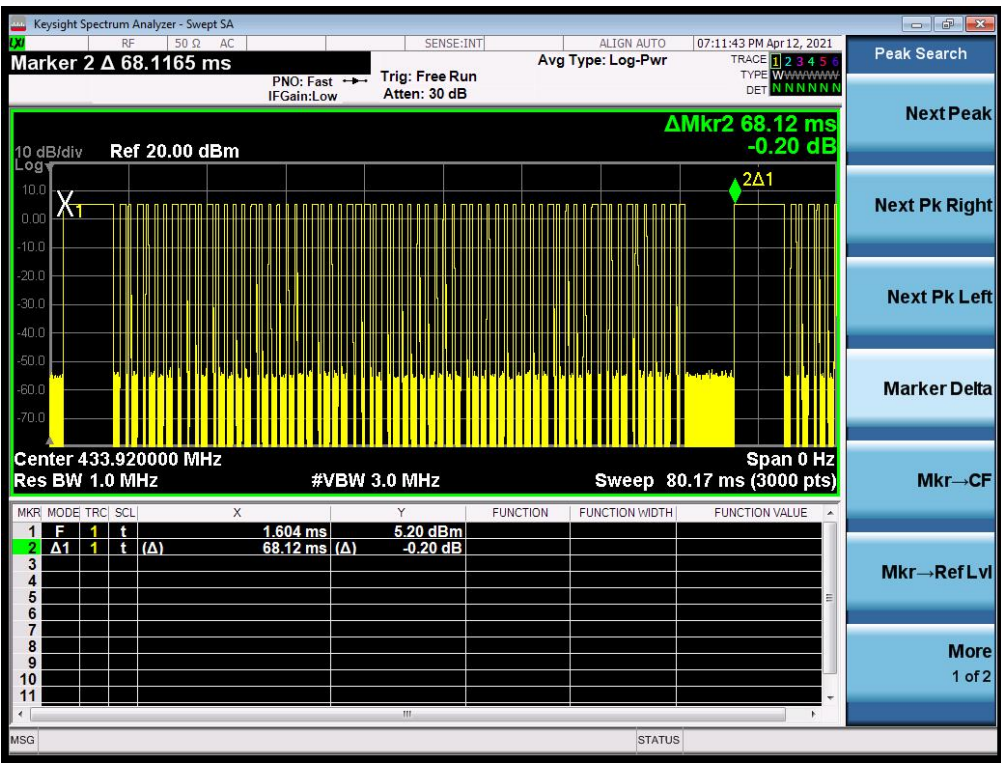 Keysight Spectrum Analyzer - Swept SA
LXI RF 50 Ω AC SENSE:INT ALIGN AUTO 07:11:43 PM Apr 12, 2021
Marker 2 Δ 68.1165 ms
PNO: Fast Trig: Free Run
IFGain:Low Atten: 30 dB
Avg Type: Log-Pwr
TRACE 1 2 3 4 5 6
TYPE WWWWWW
DET N N N N N N
Peak Search
Next Peak
Next Pk Right
Next Pk Left
Marker Delta
Mkr→CF
Mkr→Ref Lvl
More
1 of 2
ΔMkr2 68.12 ms
-0.20 dB
10 dB/div Ref 20.00 dBm
Log
10.0
0.00
-10.0
-20.0
-30.0
-40.0
-50.0
-60.0
-70.0
X1
2Δ1
Center 433.920000 MHz Span 0 Hz
Res BW 1.0 MHz #VBW 3.0 MHz Sweep 80.17 ms (3000 pts)
MKR MODE TRC SCL X Y FUNCTION FUNCTION WIDTH FUNCTION VALUE
1 F 1 t 1.604 ms 5.20 dBm
2 Δ1 1 t (Δ) 68.12 ms (Δ) -0.20 dB
3
4
5
6
7
8
9
10
11
MSG STATUS